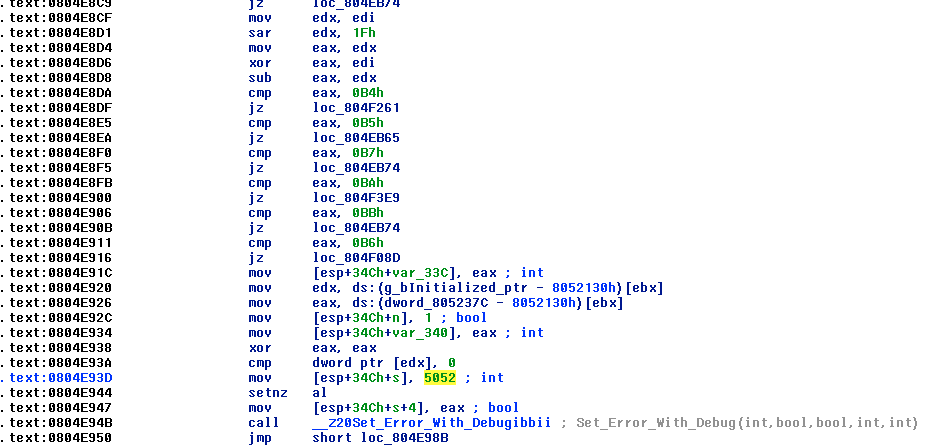 .text:0804E8C9 jz loc_804EB74
.text:0804E8CF mov edx, edi
.text:0804E8D1 sar edx, 1Fh
.text:0804E8D4 mov eax, edx
.text:0804E8D6 xor eax, edi
.text:0804E8D8 sub eax, edx
.text:0804E8DA cmp eax, 0B4h
.text:0804E8DF jz loc_804F261
.text:0804E8E5 cmp eax, 0B5h
.text:0804E8EA jz loc_804EB65
.text:0804E8F0 cmp eax, 0B7h
.text:0804E8F5 jz loc_804EB74
.text:0804E8FB cmp eax, 0BAh
.text:0804E900 jz loc_804F3E9
.text:0804E906 cmp eax, 0BBh
.text:0804E90B jz loc_804EB74
.text:0804E911 cmp eax, 0B6h
.text:0804E916 jz loc_804F08D
.text:0804E91C mov [esp+34Ch+var_33C], eax ; int
.text:0804E920 mov edx, ds:(g_bInitialized_ptr - 8052130h)[ebx]
.text:0804E926 mov eax, ds:(dword_805237C - 8052130h)[ebx]
.text:0804E92C mov [esp+34Ch+n], 1 ; bool
.text:0804E934 mov [esp+34Ch+var_340], eax ; int
.text:0804E938 xor eax, eax
.text:0804E93A cmp dword ptr [edx], 0
.text:0804E93D mov [esp+34Ch+s], 5052 ; int
.text:0804E944 setnz al
.text:0804E947 mov [esp+34Ch+s+4], eax ; bool
.text:0804E94B call __Z20Set_Error_With_Debugibbii ; Set_Error_With_Debug(int,bool,bool,int,int)
.text:0804E950 jmp short loc_804E98B